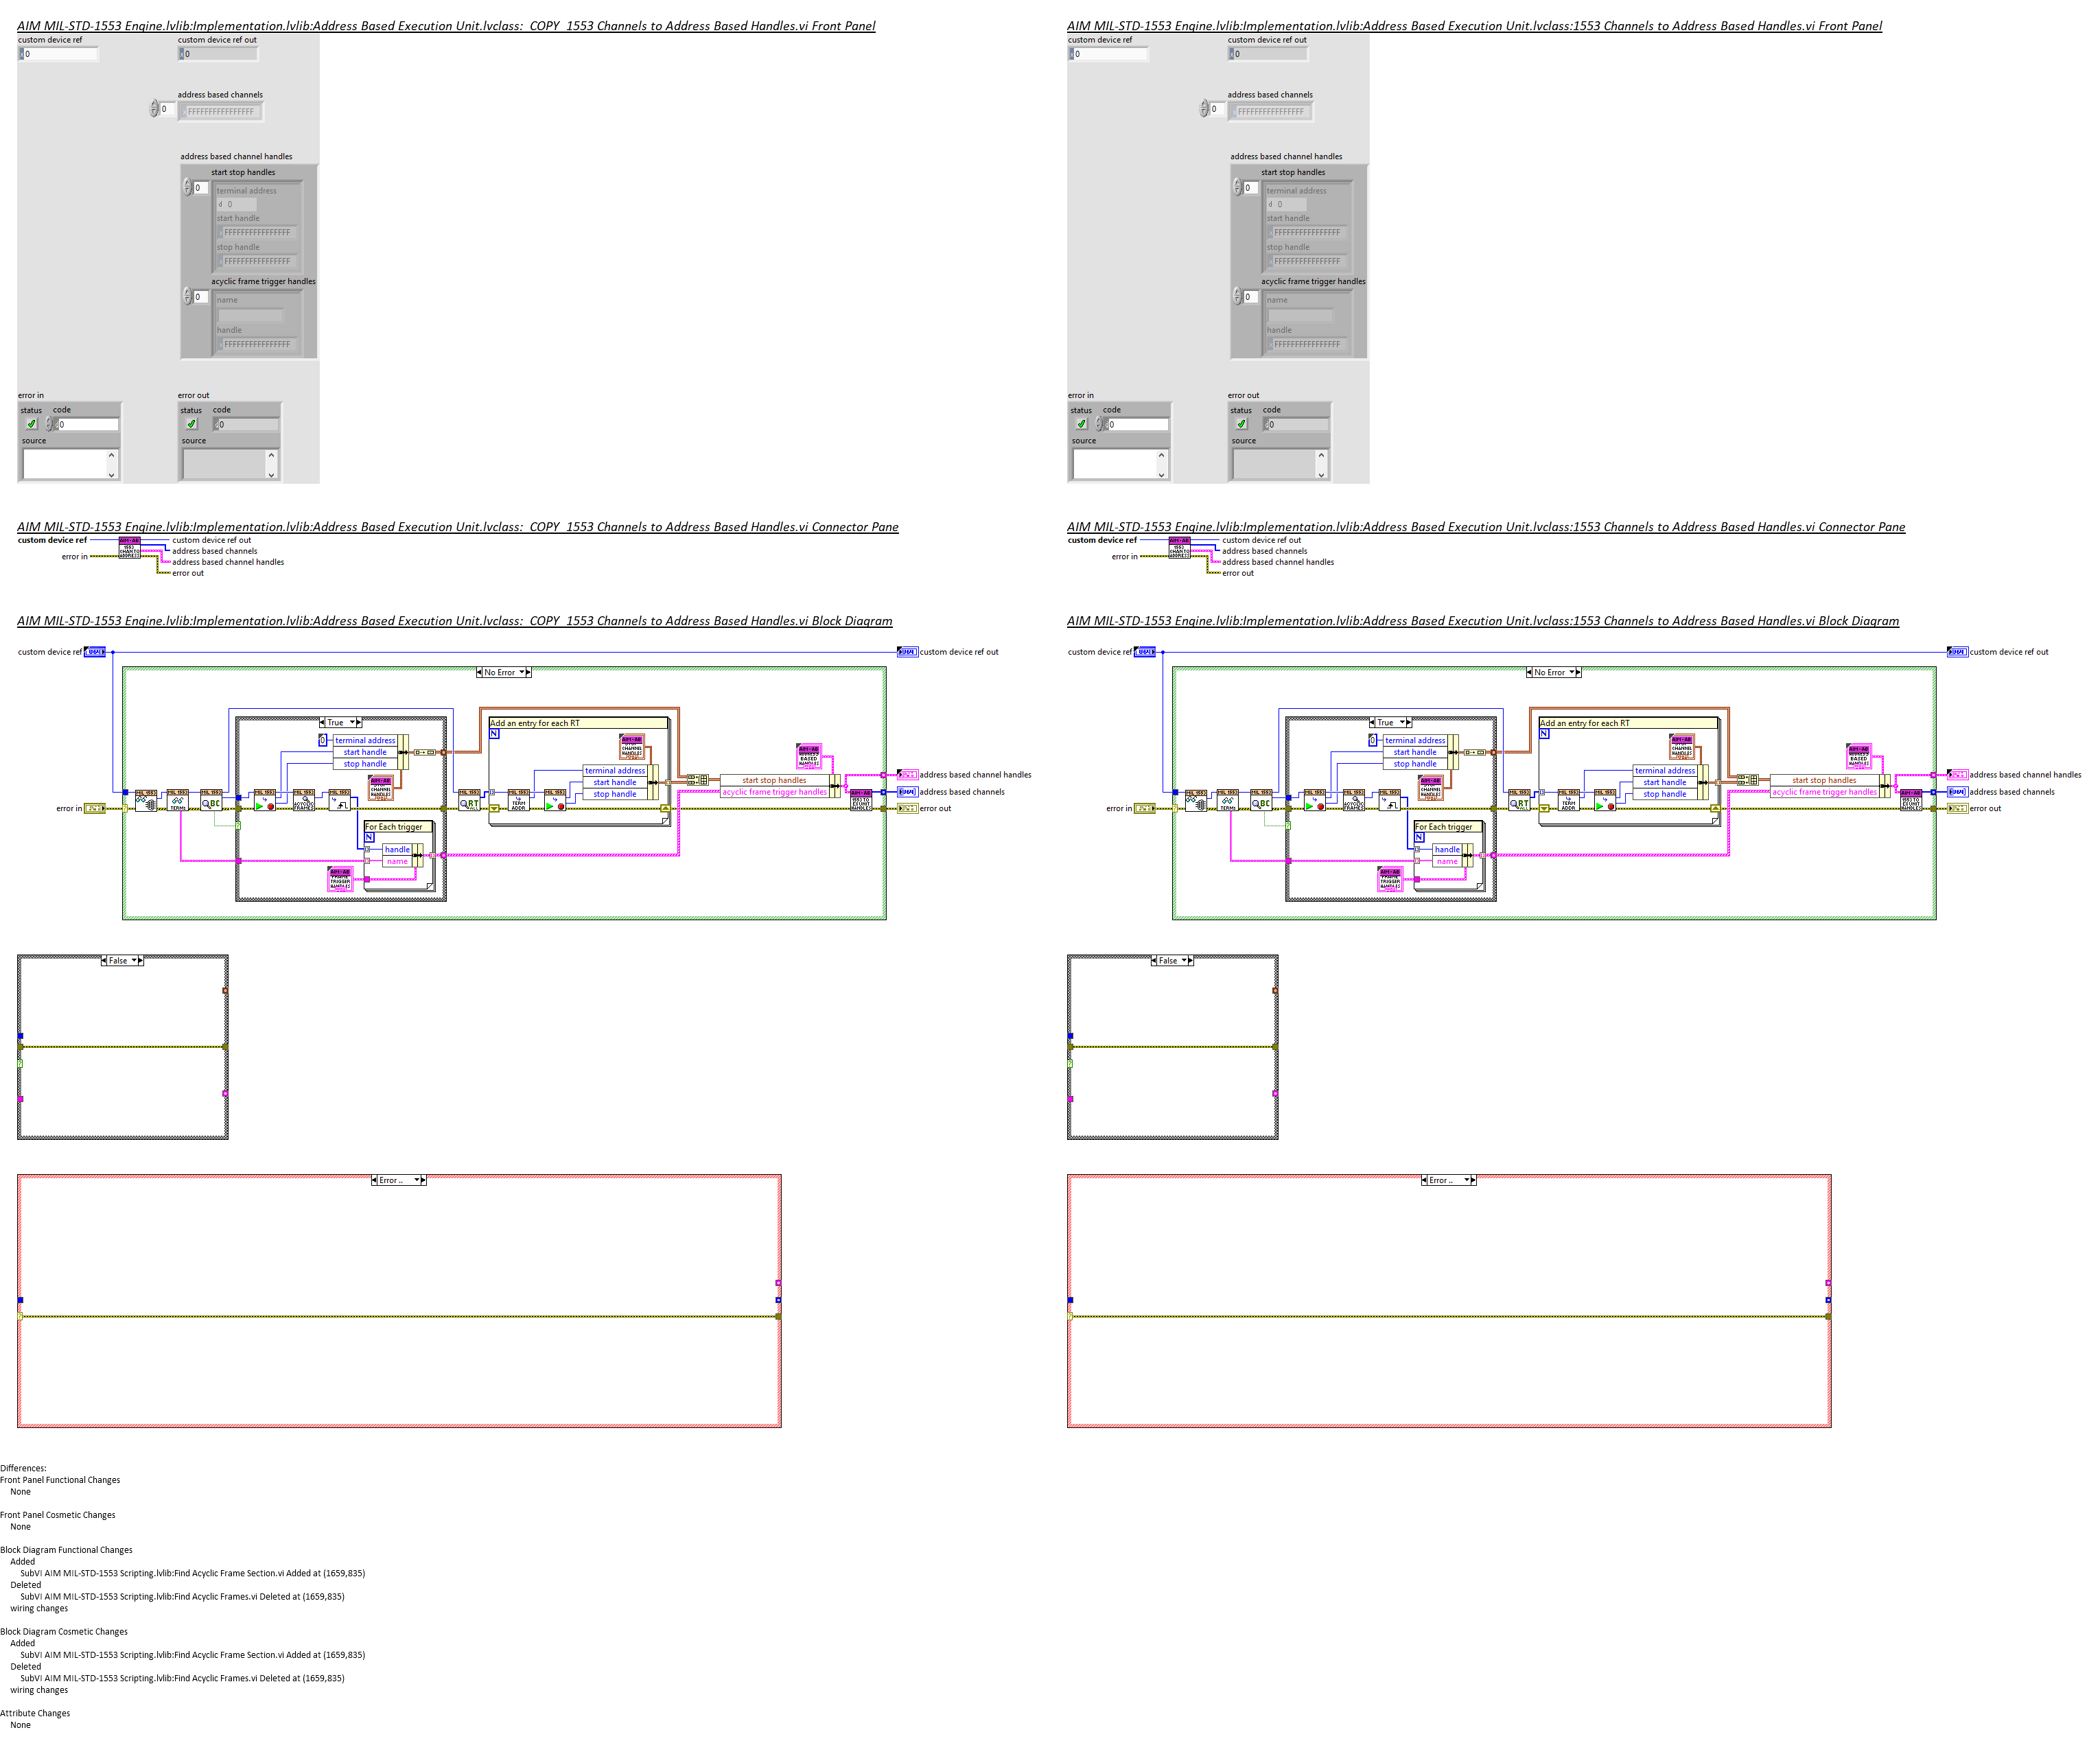 AIM MIL-STD-1553 Engine.lvlib:Implementation.lvlib:Address Based Execution Unit.lvclass:_COPY_1553 Channels to Address Based Handles.vi Front Panel
custom device ref
custom device ref out
0
0
address based channels
0
FFFFFFFFFFFFFFFF
address based channel handles
start stop handles
0
terminal address
d 0
start handle
FFFFFFFFFFFFFFFF
stop handle
FFFFFFFFFFFFFFFF
acyclic frame trigger handles
0
name
handle
FFFFFFFFFFFFFFFF
error in
error out
status code
status code
0
0
source
source
AIM MIL-STD-1553 Engine.lvlib:Implementation.lvlib:Address Based Execution Unit.lvclass:_COPY_1553 Channels to Address Based Handles.vi Connector Pane
custom device ref
custom device ref out
address based channels
error in
address based channel handles
error out
AIM MIL-STD-1553 Engine.lvlib:Implementation.lvlib:Address Based Execution Unit.lvclass:_COPY_1553 Channels to Address Based Handles.vi Block Diagram
custom device ref
custom device ref out
No Error
True
Add an entry for each RT
N
0
terminal address
start handle
stop handle
terminal address
start handle
stop handle
start stop handles
acyclic frame trigger handles
address based channel handles
address based channels
error in
error out
BC
RT
For Each trigger
N
handle
name
False
Error ..
AIM MIL-STD-1553 Engine.lvlib:Implementation.lvlib:Address Based Execution Unit.lvclass:1553 Channels to Address Based Handles.vi Front Panel
custom device ref
custom device ref out
0
0
address based channels
0
FFFFFFFFFFFFFFFF
address based channel handles
start stop handles
0
terminal address
d 0
start handle
FFFFFFFFFFFFFFFF
stop handle
FFFFFFFFFFFFFFFF
acyclic frame trigger handles
0
name
handle
FFFFFFFFFFFFFFFF
error in
error out
status code
status code
0
0
source
source
AIM MIL-STD-1553 Engine.lvlib:Implementation.lvlib:Address Based Execution Unit.lvclass:1553 Channels to Address Based Handles.vi Connector Pane
custom device ref
custom device ref out
address based channels
error in
address based channel handles
error out
AIM MIL-STD-1553 Engine.lvlib:Implementation.lvlib:Address Based Execution Unit.lvclass:1553 Channels to Address Based Handles.vi Block Diagram
custom device ref
custom device ref out
No Error
True
Add an entry for each RT
N
0
terminal address
start handle
stop handle
terminal address
start handle
stop handle
start stop handles
acyclic frame trigger handles
address based channel handles
address based channels
error in
error out
BC
RT
For Each trigger
N
handle
name
False
Error ..
Differences:
Front Panel Functional Changes
None
Front Panel Cosmetic Changes
None
Block Diagram Functional Changes
Added
SubVI AIM MIL-STD-1553 Scripting.lvlib:Find Acyclic Frame Section.vi Added at (1659,835)
Deleted
SubVI AIM MIL-STD-1553 Scripting.lvlib:Find Acyclic Frames.vi Deleted at (1659,835)
wiring changes
Block Diagram Cosmetic Changes
Added
SubVI AIM MIL-STD-1553 Scripting.lvlib:Find Acyclic Frame Section.vi Added at (1659,835)
Deleted
SubVI AIM MIL-STD-1553 Scripting.lvlib:Find Acyclic Frames.vi Deleted at (1659,835)
wiring changes
Attribute Changes
None